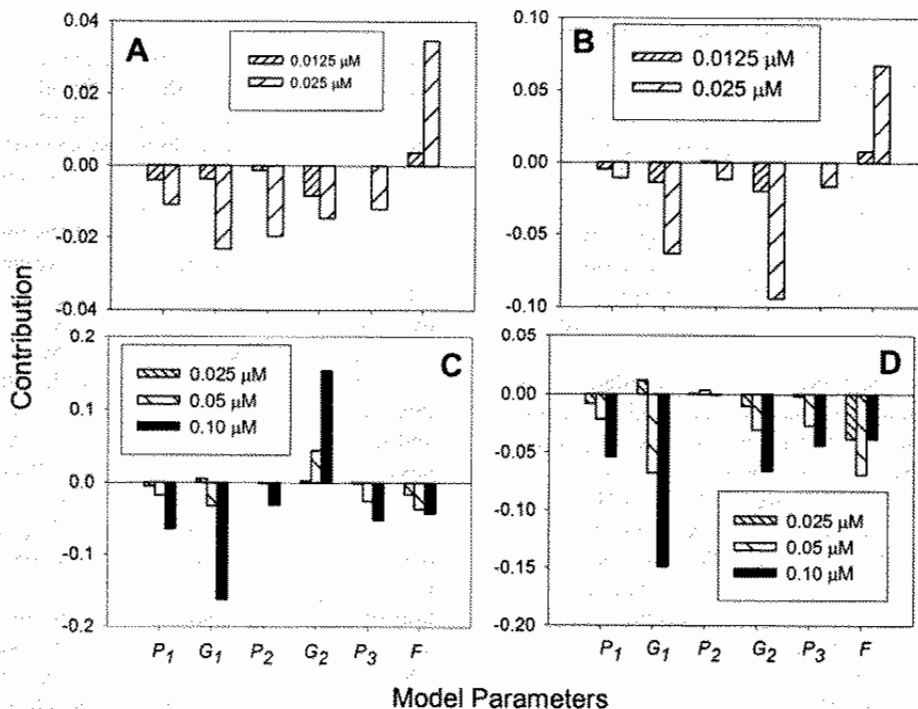 A
0.0125 µM
0.025 µM
0.04
0.02
0.00
-0.02
-0.04
B
0.0125 µM
0.025 µM
0.10
0.05
0.00
-0.05
-0.10
Contribution
C
0.025 µM
0.05 µM
0.10 µM
0.2
0.1
0.0
-0.1
-0.2
P1 G1 P2 G2 P3 F
D
0.025 µM
0.05 µM
0.10 µM
0.05
0.00
-0.05
-0.10
-0.15
-0.20
P1 G1 P2 G2 P3 F
Model Parameters